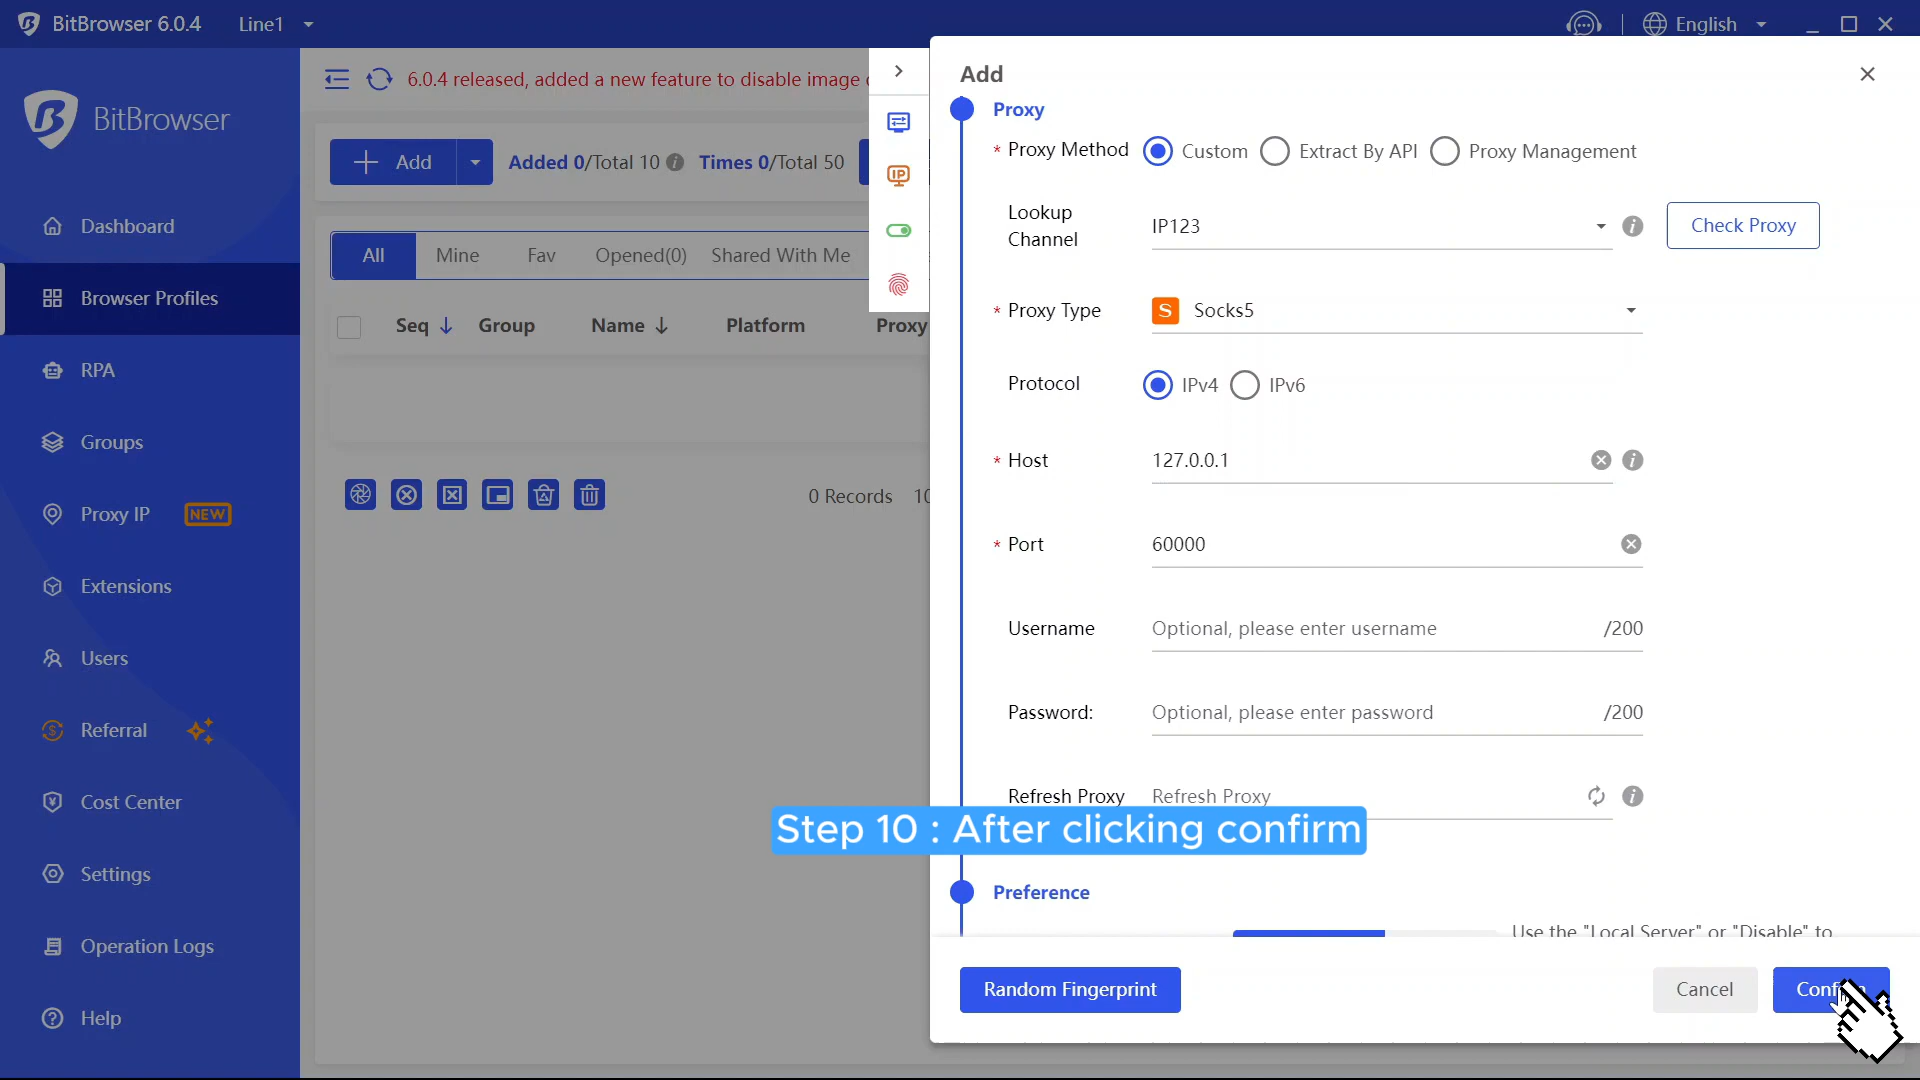 BitBrowser 6.0.4
Line1
English
BitBrowser
Dashboard
Browser Profiles
RPA
Groups
Proxy IP
NEW
Extensions
Users
Referral
Cost Center
Settings
Operation Logs
Help
6.0.4 released, added a new feature to disable image
Add
Added 0/Total 10
Times 0/Total 50
All
Mine
Fav
Opened(0)
Shared With Me
Seq
Group
Name
Platform
Proxy
0 Records
10
IP
Add
Proxy
* Proxy Method
Custom
Extract By API
Proxy Management
Lookup
Channel
IP123
Check Proxy
* Proxy Type
S Socks5
Protocol
IPv4
IPv6
* Host
127.0.0.1
* Port
60000
Username
Optional, please enter username
/200
Password:
Optional, please enter password
/200
Refresh Proxy
Refresh Proxy
Step 10 : After clicking confirm
Preference
Use the "Local Server" or "Disable" to
Random Fingerprint
Cancel